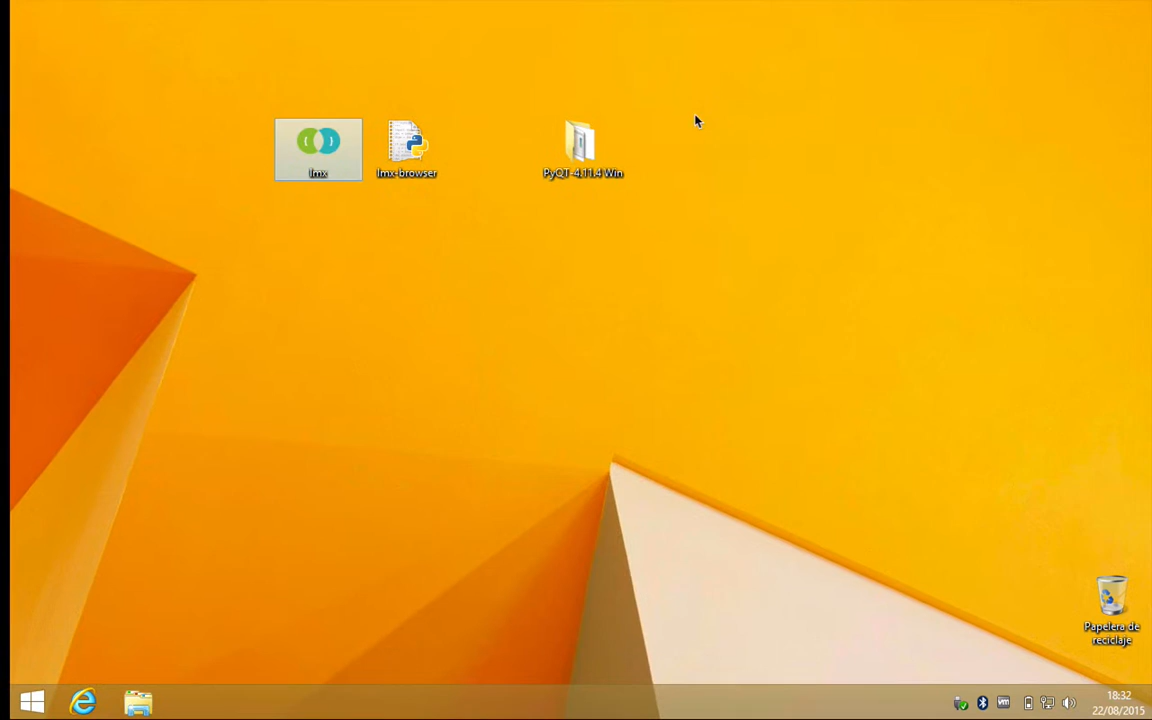 lmx
lmx-browser
PyQT-4.11.4 Win
Papelera de
reciclaje
18:32
22/08/2015